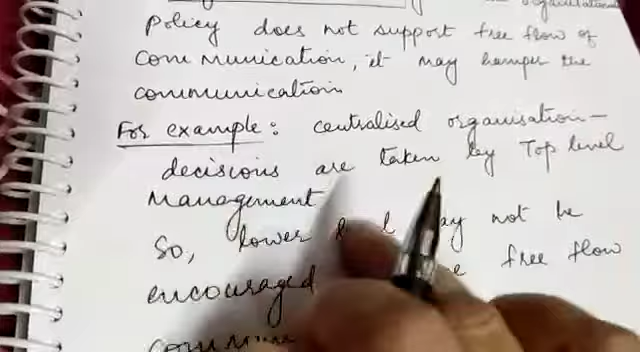 organisational
policy does not support free flow of
communication, it may hamper the
communication
For example: centralised organisation -
decisions are taken by Top level
Management
So, lower may not be
encouraged free flow